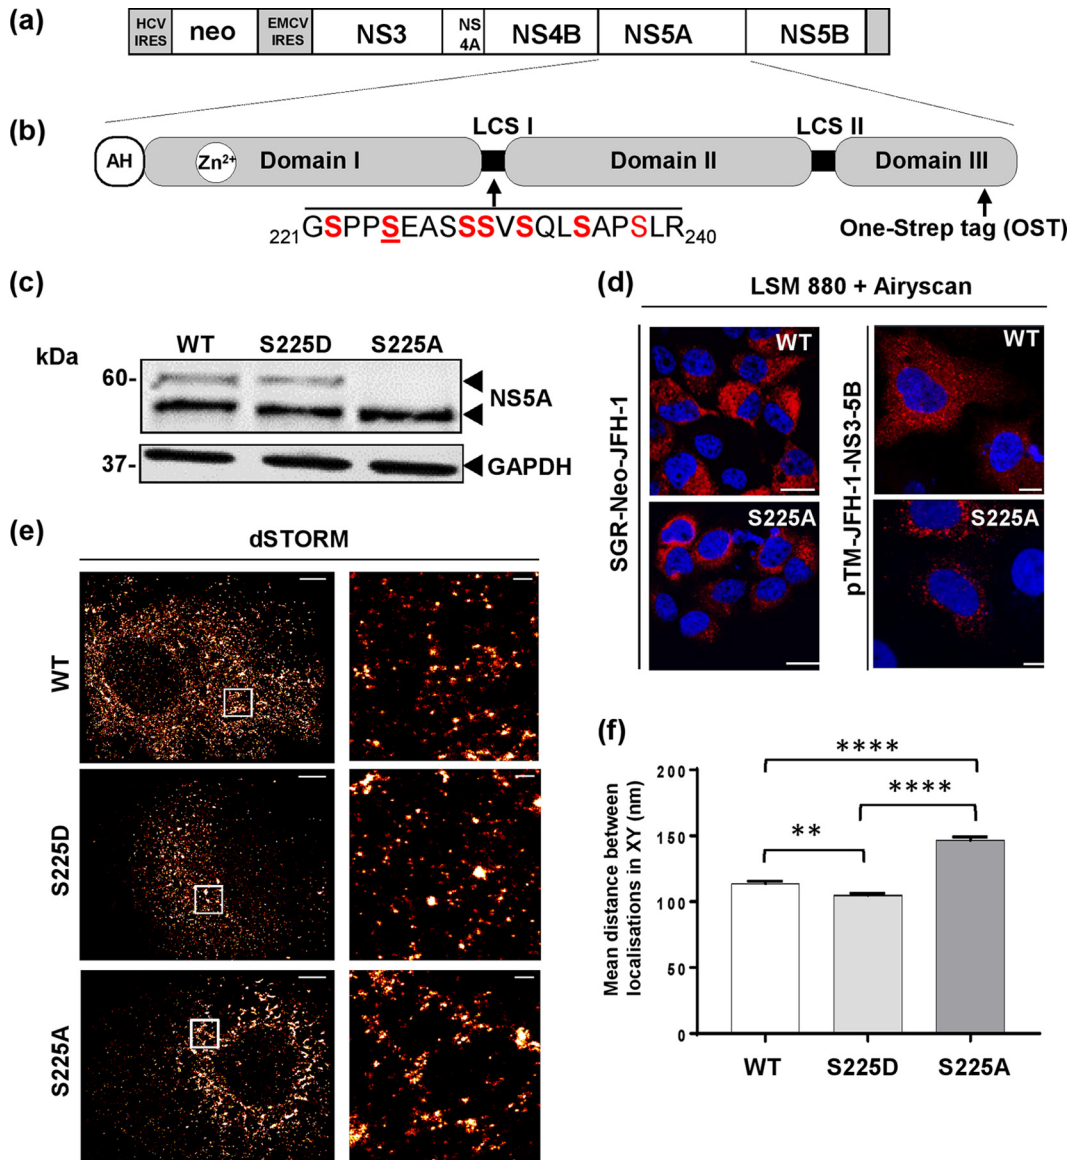 (a)
HCV IRES neo EMCV IRES NS3 NS 4A NS4B NS5A NS5B
(b)
LCS I LCS II
AH Zn²⁺ Domain I Domain II Domain III
221GSPPSEASSSVSQLSAPSLR240
One-Strep tag (OST)
(c)
WT S225D S225A
kDa
60-
NS5A
37-
GAPDH
(d)
LSM 880 + Airyscan
SGR-Neo-JFH-1
WT
S225A
pTM-JFH-1-NS3-5B
WT
S225A
(e)
dSTORM
WT
S225D
S225A
(f)
Mean distance between
localisations in XY (nm)
200
150
100
50
0
****
****
**
WT S225D S225A